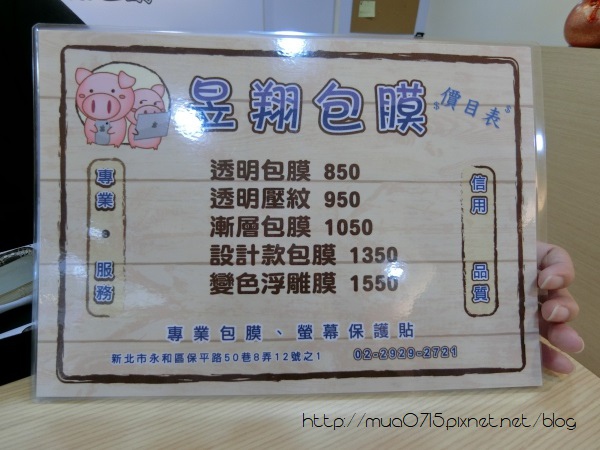 昱翔包膜
$價目表$
透明包膜 850
透明壓紋 950
漸層包膜 1050
設計款包膜 1350
變色浮雕膜 1550
專業・服務
信用 品質
專業包膜、螢幕保護貼
新北市永和區保平路50巷8弄12號之1 02-2929-2721
http://mua0715pixnet.net/blog